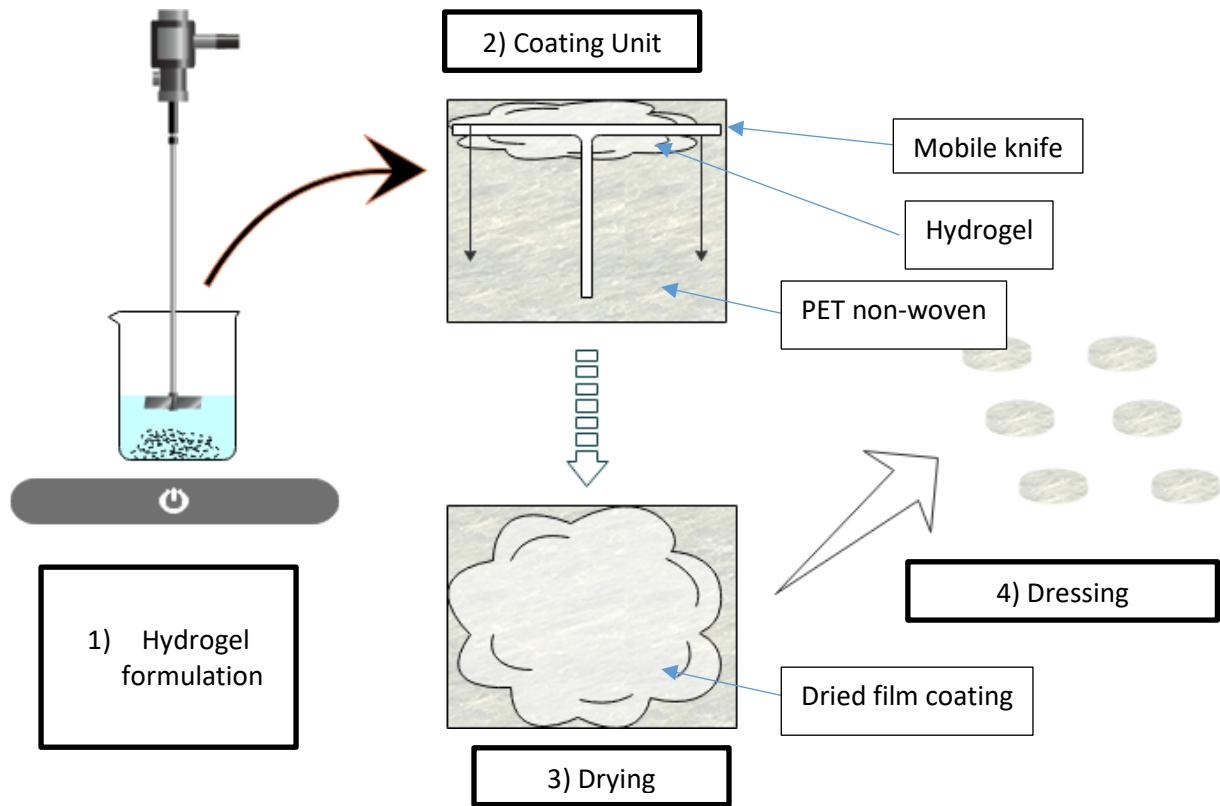 2) Coating Unit
Mobile knife
Hydrogel
PET non-woven
1) Hydrogel
formulation
4) Dressing
Dried film coating
3) Drying